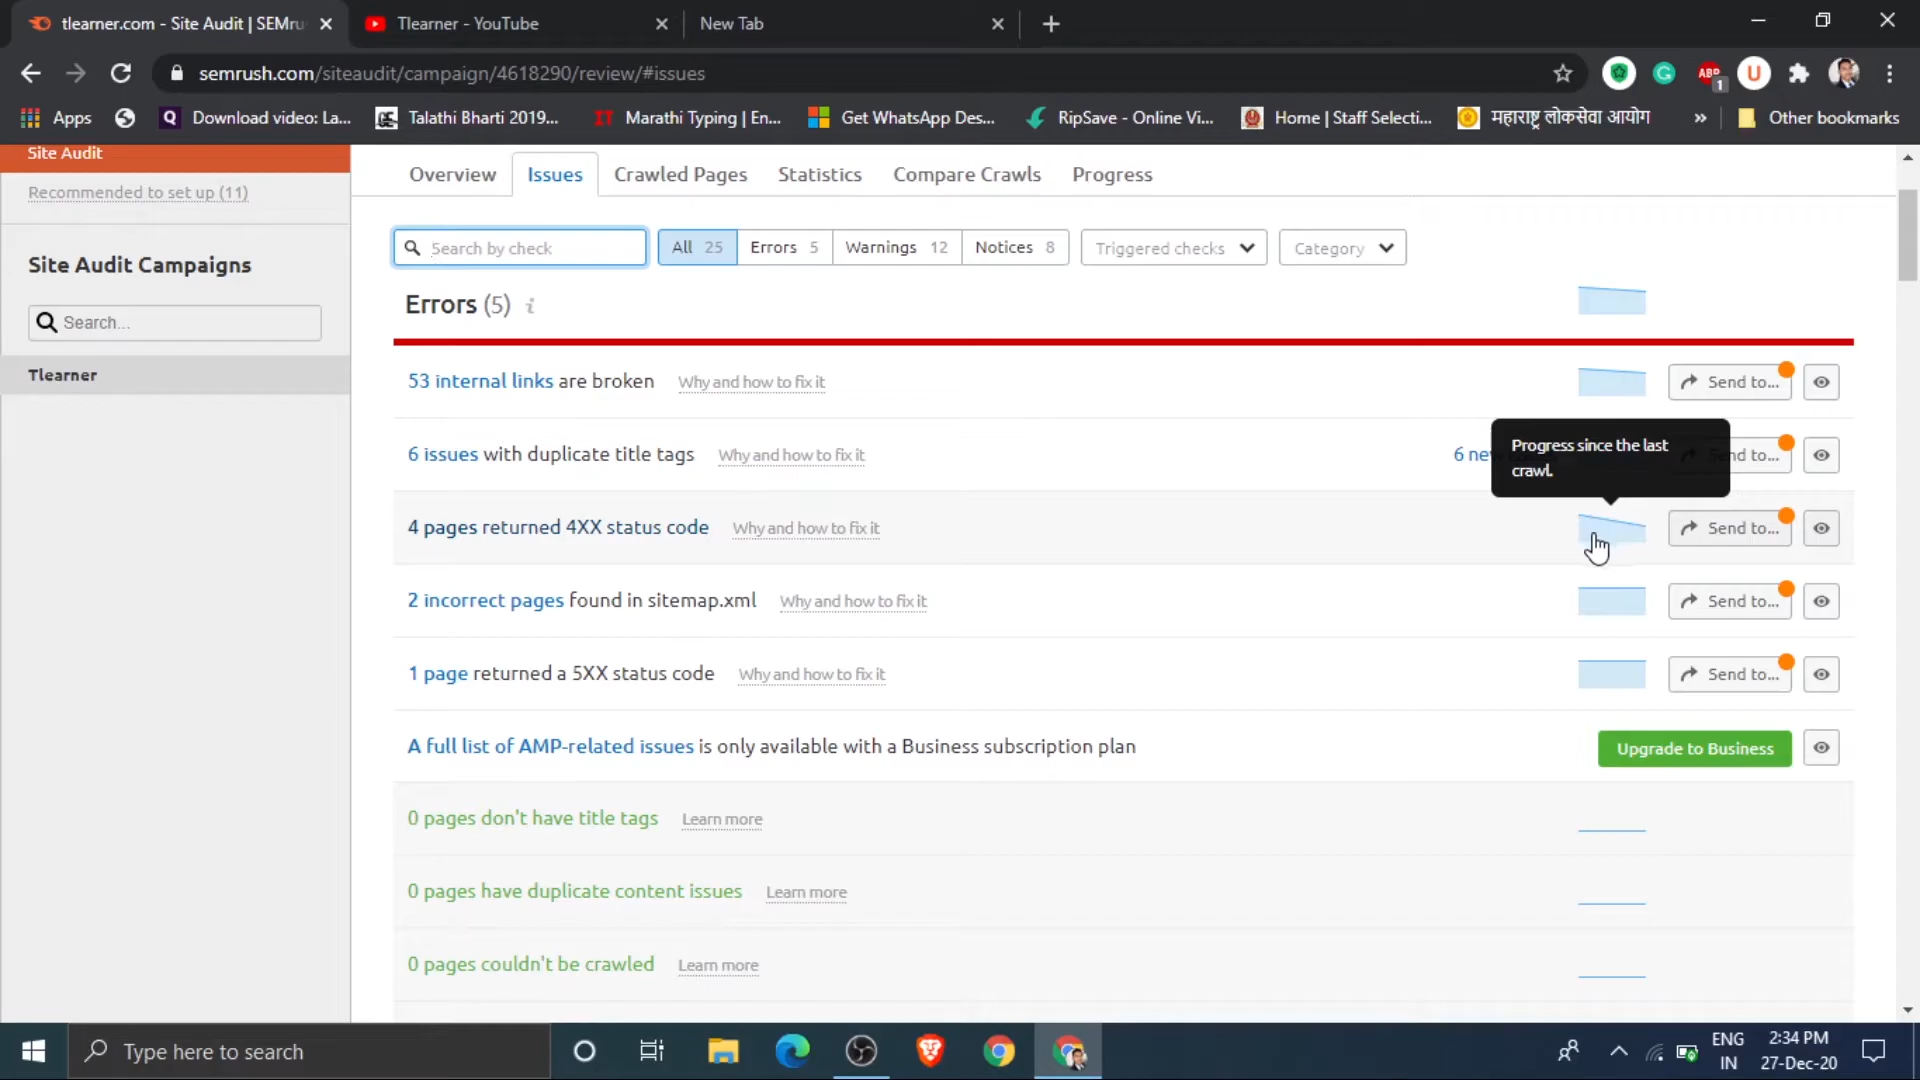 tlearner.com - Site Audit | SEMru
Tlearner - YouTube
New Tab
semrush.com/siteaudit/campaign/4618290/review/#issues
ABP
1
U
Apps
Q
Download video: La...
Talathi Bharti 2019...
IT
Marathi Typing | En...
Get WhatsApp Des...
RipSave - Online Vi...
Home | Staff Selecti...
महाराष्ट्र लोकसेवा आयोग
»
Other bookmarks
Site Audit
Recommended to set up (11)
Site Audit Campaigns
Search...
Tlearner
Overview
Issues
Crawled Pages
Statistics
Compare Crawls
Progress
Search by check
All 25
Errors 5
Warnings 12
Notices 8
Triggered checks
Category
Errors (5) i
53 internal links are broken Why and how to fix it
Send to...
6 issues with duplicate title tags Why and how to fix it
6 ne
nd to...
Progress since the last
crawl.
4 pages returned 4XX status code Why and how to fix it
Send to...
2 incorrect pages found in sitemap.xml Why and how to fix it
Send to...
1 page returned a 5XX status code Why and how to fix it
Send to...
A full list of AMP-related issues is only available with a Business subscription plan
Upgrade to Business
0 pages don't have title tags Learn more
0 pages have duplicate content issues Learn more
0 pages couldn't be crawled Learn more
Type here to search
ENG
IN
2:34 PM
27-Dec-20